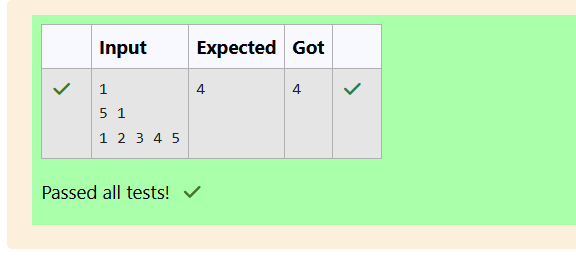 Input Expected Got
1 4 4
5 1
1 2 3 4 5
Passed all tests!